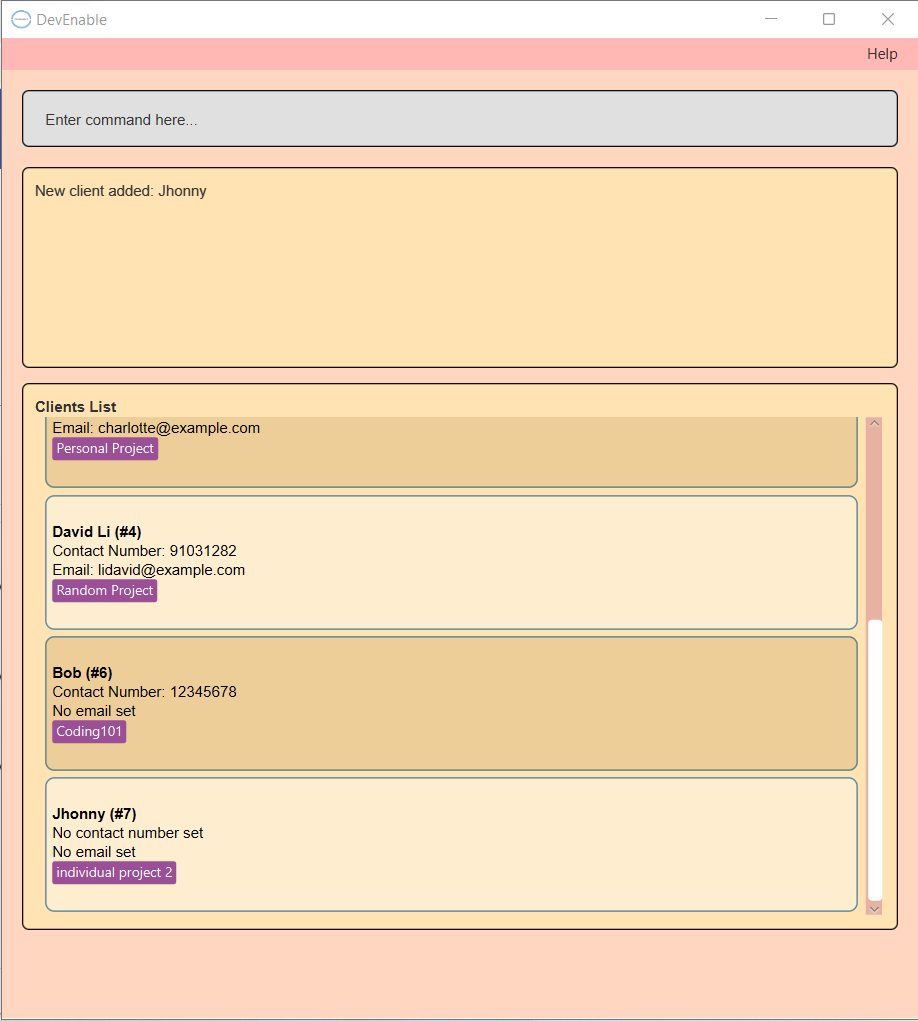 DevEnable
Help
Enter command here...
New client added: Jhonny
Clients List
Email: charlotte@example.com
Personal Project
David Li (#4)
Contact Number: 91031282
Email: lidavid@example.com
Random Project
Bob (#6)
Contact Number: 12345678
No email set
Coding101
Jhonny (#7)
No contact number set
No email set
individual project 2